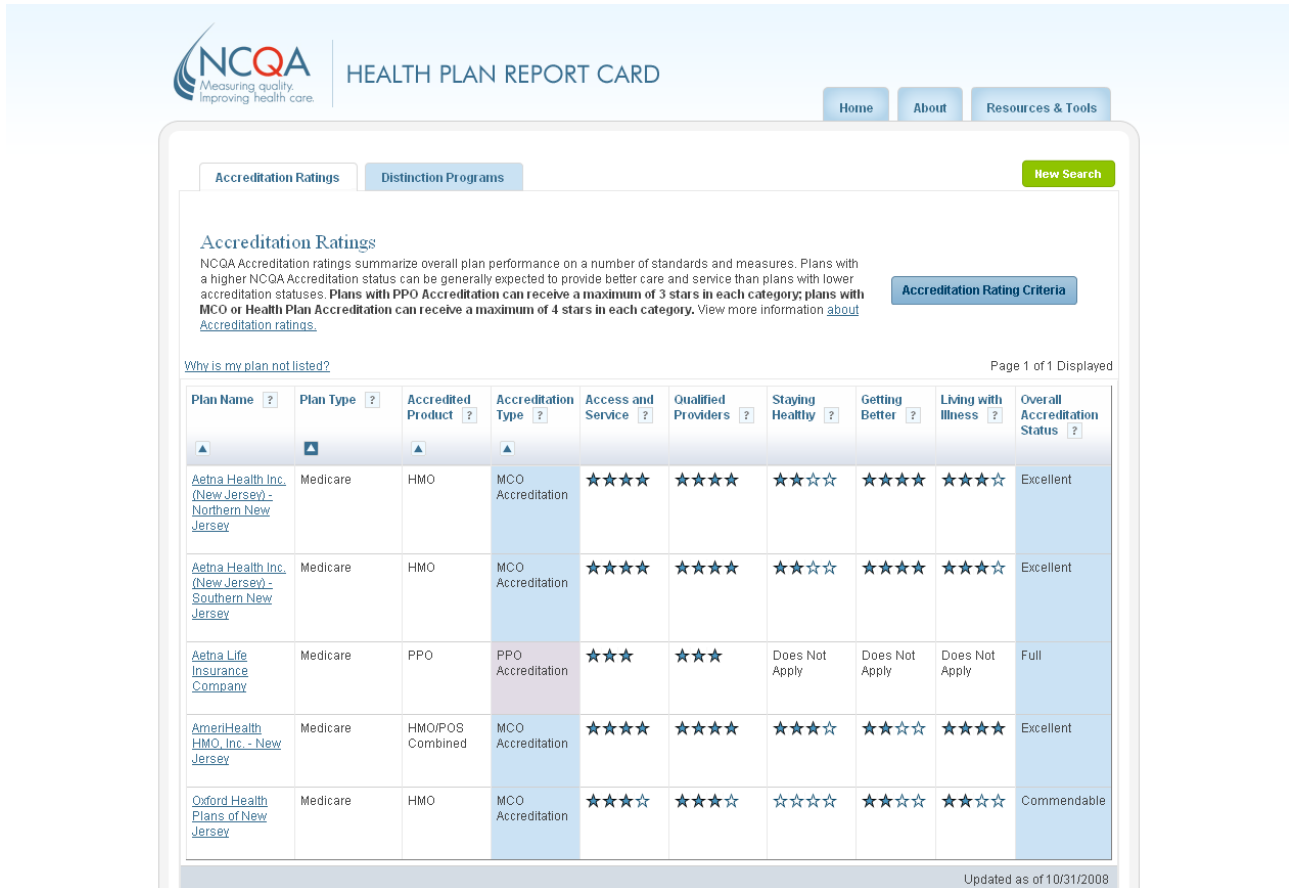 NCQA
Measuring quality.
Improving health care.
HEALTH PLAN REPORT CARD
Home
About
Resources & Tools
Accreditation Ratings
Distinction Programs
New Search
Accreditation Ratings
NCQA Accreditation ratings summarize overall plan performance on a number of standards and measures. Plans with
a higher NCQA Accreditation status can be generally expected to provide better care and service than plans with lower
accreditation statuses. Plans with PPO Accreditation can receive a maximum of 3 stars in each category; plans with
MCO or Health Plan Accreditation can receive a maximum of 4 stars in each category. View more information about
Accreditation ratings.
Accreditation Rating Criteria
Why is my plan not listed?
Page 1 of 1 Displayed
Plan Name ?
Plan Type ?
Accredited
Product ?
Accreditation
Type ?
Access and
Service ?
Qualified
Providers ?
Staying
Healthy ?
Getting
Better ?
Living with
Illness ?
Overall
Accreditation
Status ?
Aetna Health Inc.
(New Jersey) -
Northern New
Jersey
Medicare
HMO
MCO
Accreditation
★★★★
★★★★
★★☆☆
★★★★
★★★☆
Excellent
Aetna Health Inc.
(New Jersey) -
Southern New
Jersey
Medicare
HMO
MCO
Accreditation
★★★★
★★★★
★★☆☆
★★★★
★★★☆
Excellent
Aetna Life
Insurance
Company
Medicare
PPO
PPO
Accreditation
★★★
★★★
Does Not
Apply
Does Not
Apply
Does Not
Apply
Full
AmeriHealth
HMO, Inc. - New
Jersey
Medicare
HMO/POS
Combined
MCO
Accreditation
★★★★
★★★★
★★★☆
★★☆☆
★★★★
Excellent
Oxford Health
Plans of New
Jersey
Medicare
HMO
MCO
Accreditation
★★★☆
★★★☆
☆☆☆☆
★★☆☆
★★☆☆
Commendable
Updated as of 10/31/2008